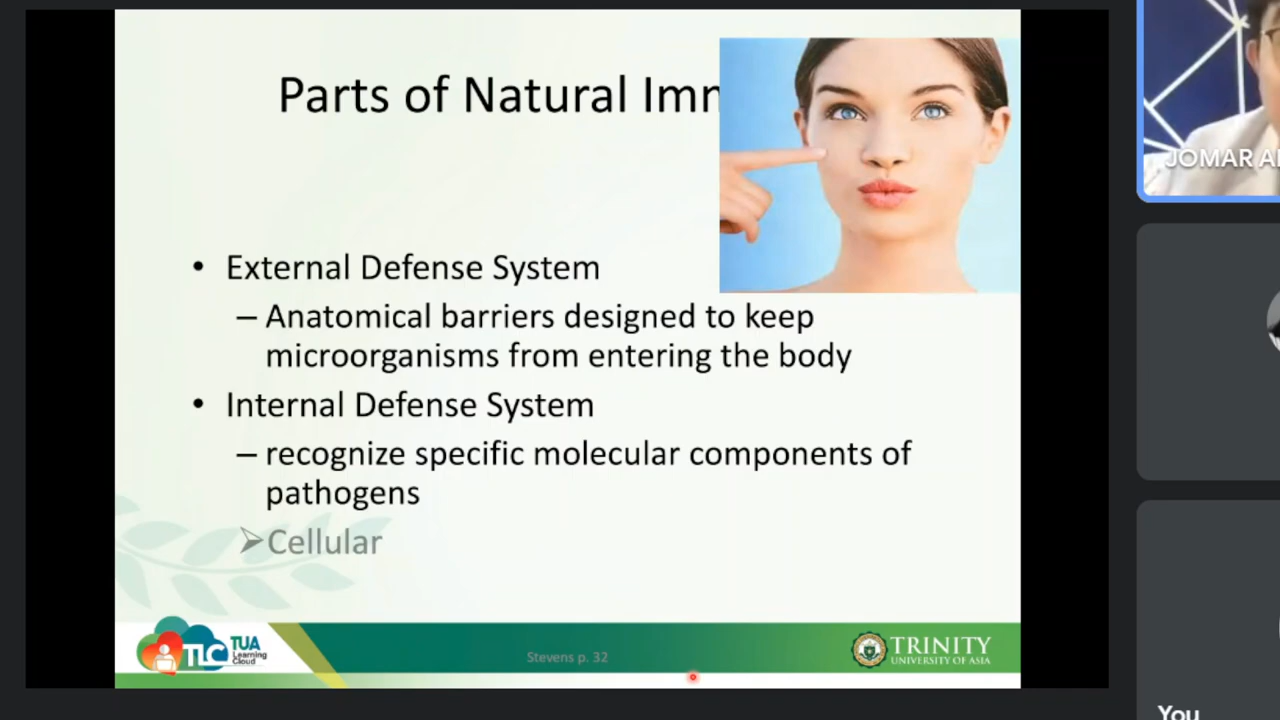 Parts of Natural Imm
• External Defense System
– Anatomical barriers designed to keep
microorganisms from entering the body
• Internal Defense System
– recognize specific molecular components of
pathogens
➢Cellular
TLC TUA
Learning
Cloud
Stevens p. 32
TRINITY
UNIVERSITY OF ASIA
JOMAR
You